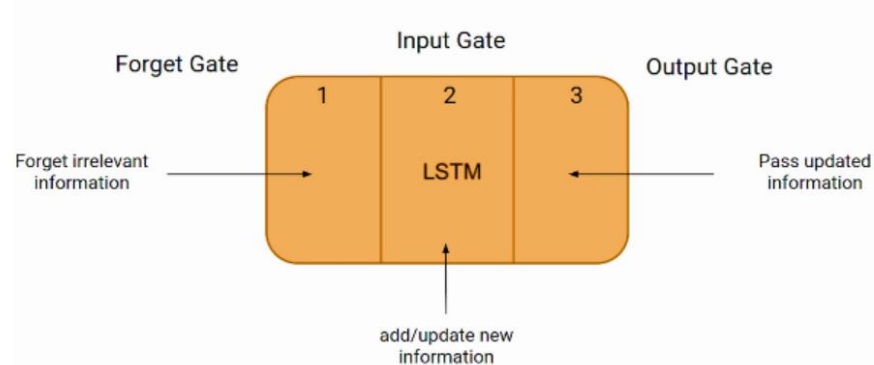 Input Gate
Forget Gate
Output Gate
1
2
3
Forget irrelevant
information
LSTM
Pass updated
information
add/update new
information